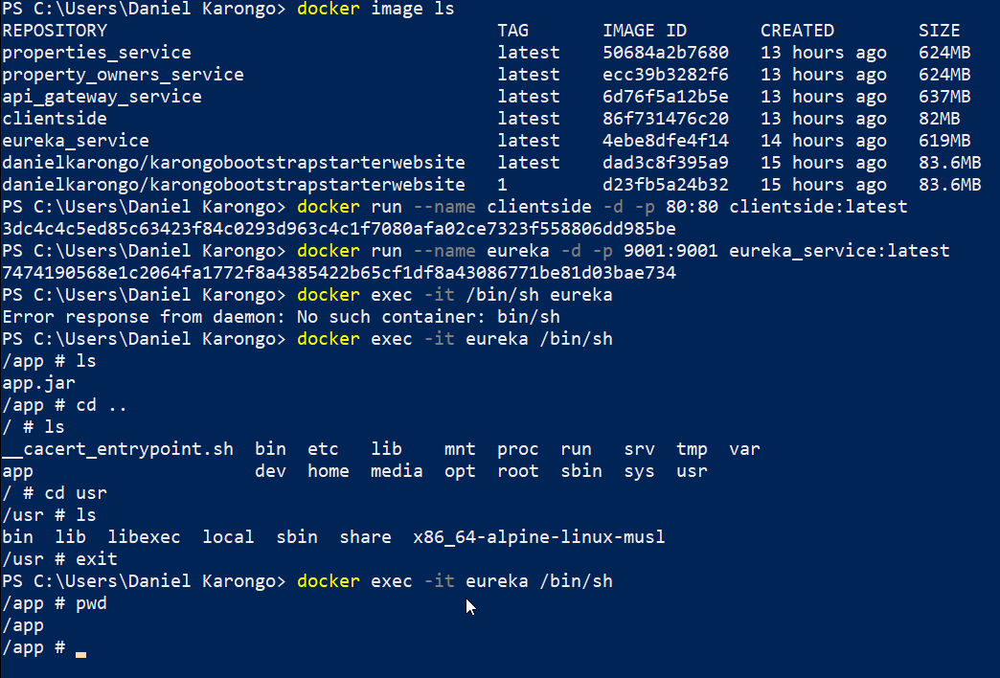 PS C:\Users\Daniel Karongo> docker image ls
REPOSITORY                                     TAG       IMAGE ID       CREATED        SIZE
properties_service                             latest    50684a2b7680   13 hours ago   624MB
property_owners_service                        latest    ecc39b3282f6   13 hours ago   624MB
api_gateway_service                            latest    6d76f5a12b5e   13 hours ago   637MB
clientside                                     latest    86f731476c20   13 hours ago   82MB
eureka_service                                 latest    4ebe8dfe4f14   14 hours ago   619MB
danielkarongo/karongobootstrapstarterwebsite   latest    dad3c8f395a9   15 hours ago   83.6MB
danielkarongo/karongobootstrapstarterwebsite   1         d23fb5a24b32   15 hours ago   83.6MB
PS C:\Users\Daniel Karongo> docker run --name clientside -d -p 80:80 clientside:latest
3dc4c4c5ed85c63423f84c0293d963c4c1f7080afa02ce7323f558806dd985be
PS C:\Users\Daniel Karongo> docker run --name eureka -d -p 9001:9001 eureka_service:latest
7474190568e1c2064fa1772f8a4385422b65cf1df8a43086771be81d03bae734
PS C:\Users\Daniel Karongo> docker exec -it /bin/sh eureka
Error response from daemon: No such container: bin/sh
PS C:\Users\Daniel Karongo> docker exec -it eureka /bin/sh
/app # ls
app.jar
/app # cd ..
/ # ls
__cacert_entrypoint.sh  bin  etc   lib    mnt  proc  run   srv  tmp  var
app                     dev  home  media  opt  root  sbin  sys  usr
/ # cd usr
/usr # ls
bin  lib  libexec  local  sbin  share  x86_64-alpine-linux-musl
/usr # exit
PS C:\Users\Daniel Karongo> docker exec -it eureka /bin/sh
/app # pwd
/app
/app #